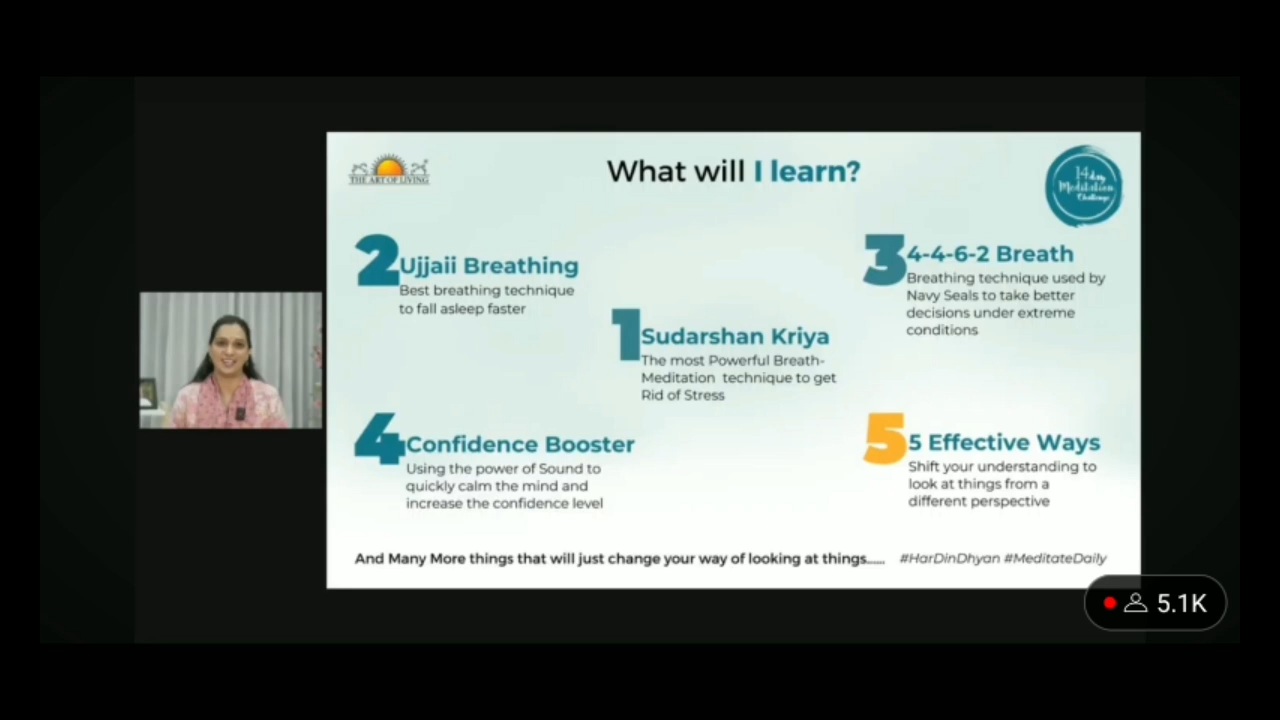 THE ART OF LIVING
What will I learn?
14 day
Meditation
Challenge
2 Ujjaii Breathing
Best breathing technique
to fall asleep faster
3 4-4-6-2 Breath
Breathing technique used by
Navy Seals to take better
decisions under extreme
conditions
1 Sudarshan Kriya
The most Powerful Breath-
Meditation technique to get
Rid of Stress
4 Confidence Booster
Using the power of Sound to
quickly calm the mind and
increase the confidence level
5 5 Effective Ways
Shift your understanding to
look at things from a
different perspective
And Many More things that will just change your way of looking at things...... #HarDinDhyan #MeditateDaily
5.1K